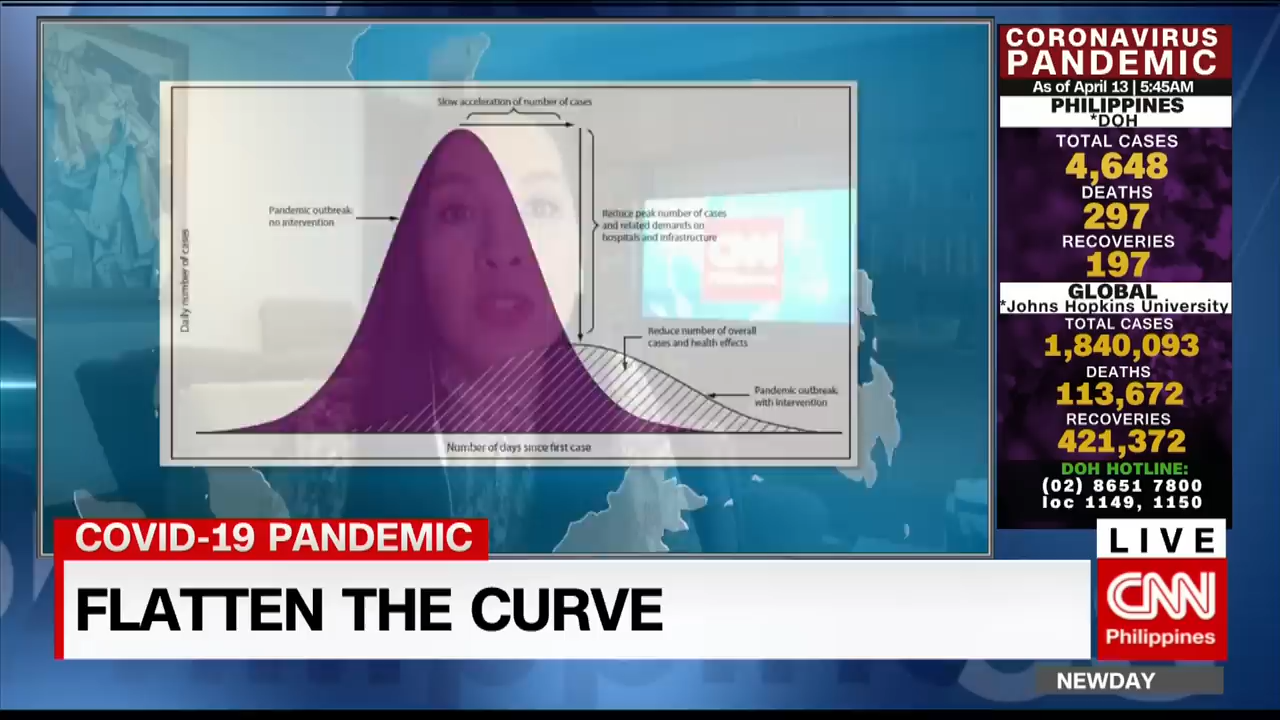 Slow acceleration of number of cases
Pandemic outbreak:
no intervention
Reduce peak number of cases
and related demands on
hospitals and infrastructure
Daily number of cases
Reduce number of overall
cases and health effects
Pandemic outbreak:
with intervention
Number of days since first case
CNN
COVID-19 PANDEMIC
FLATTEN THE CURVE
CORONAVIRUS
PANDEMIC
As of April 13 | 5:45AM
PHILIPPINES
*DOH
TOTAL CASES
4,648
DEATHS
297
RECOVERIES
197
GLOBAL
*Johns Hopkins University
TOTAL CASES
1,840,093
DEATHS
113,672
RECOVERIES
421,372
DOH HOTLINE:
(02) 8651 7800
loc 1149, 1150
LIVE
CNN
Philippines
NEWDAY